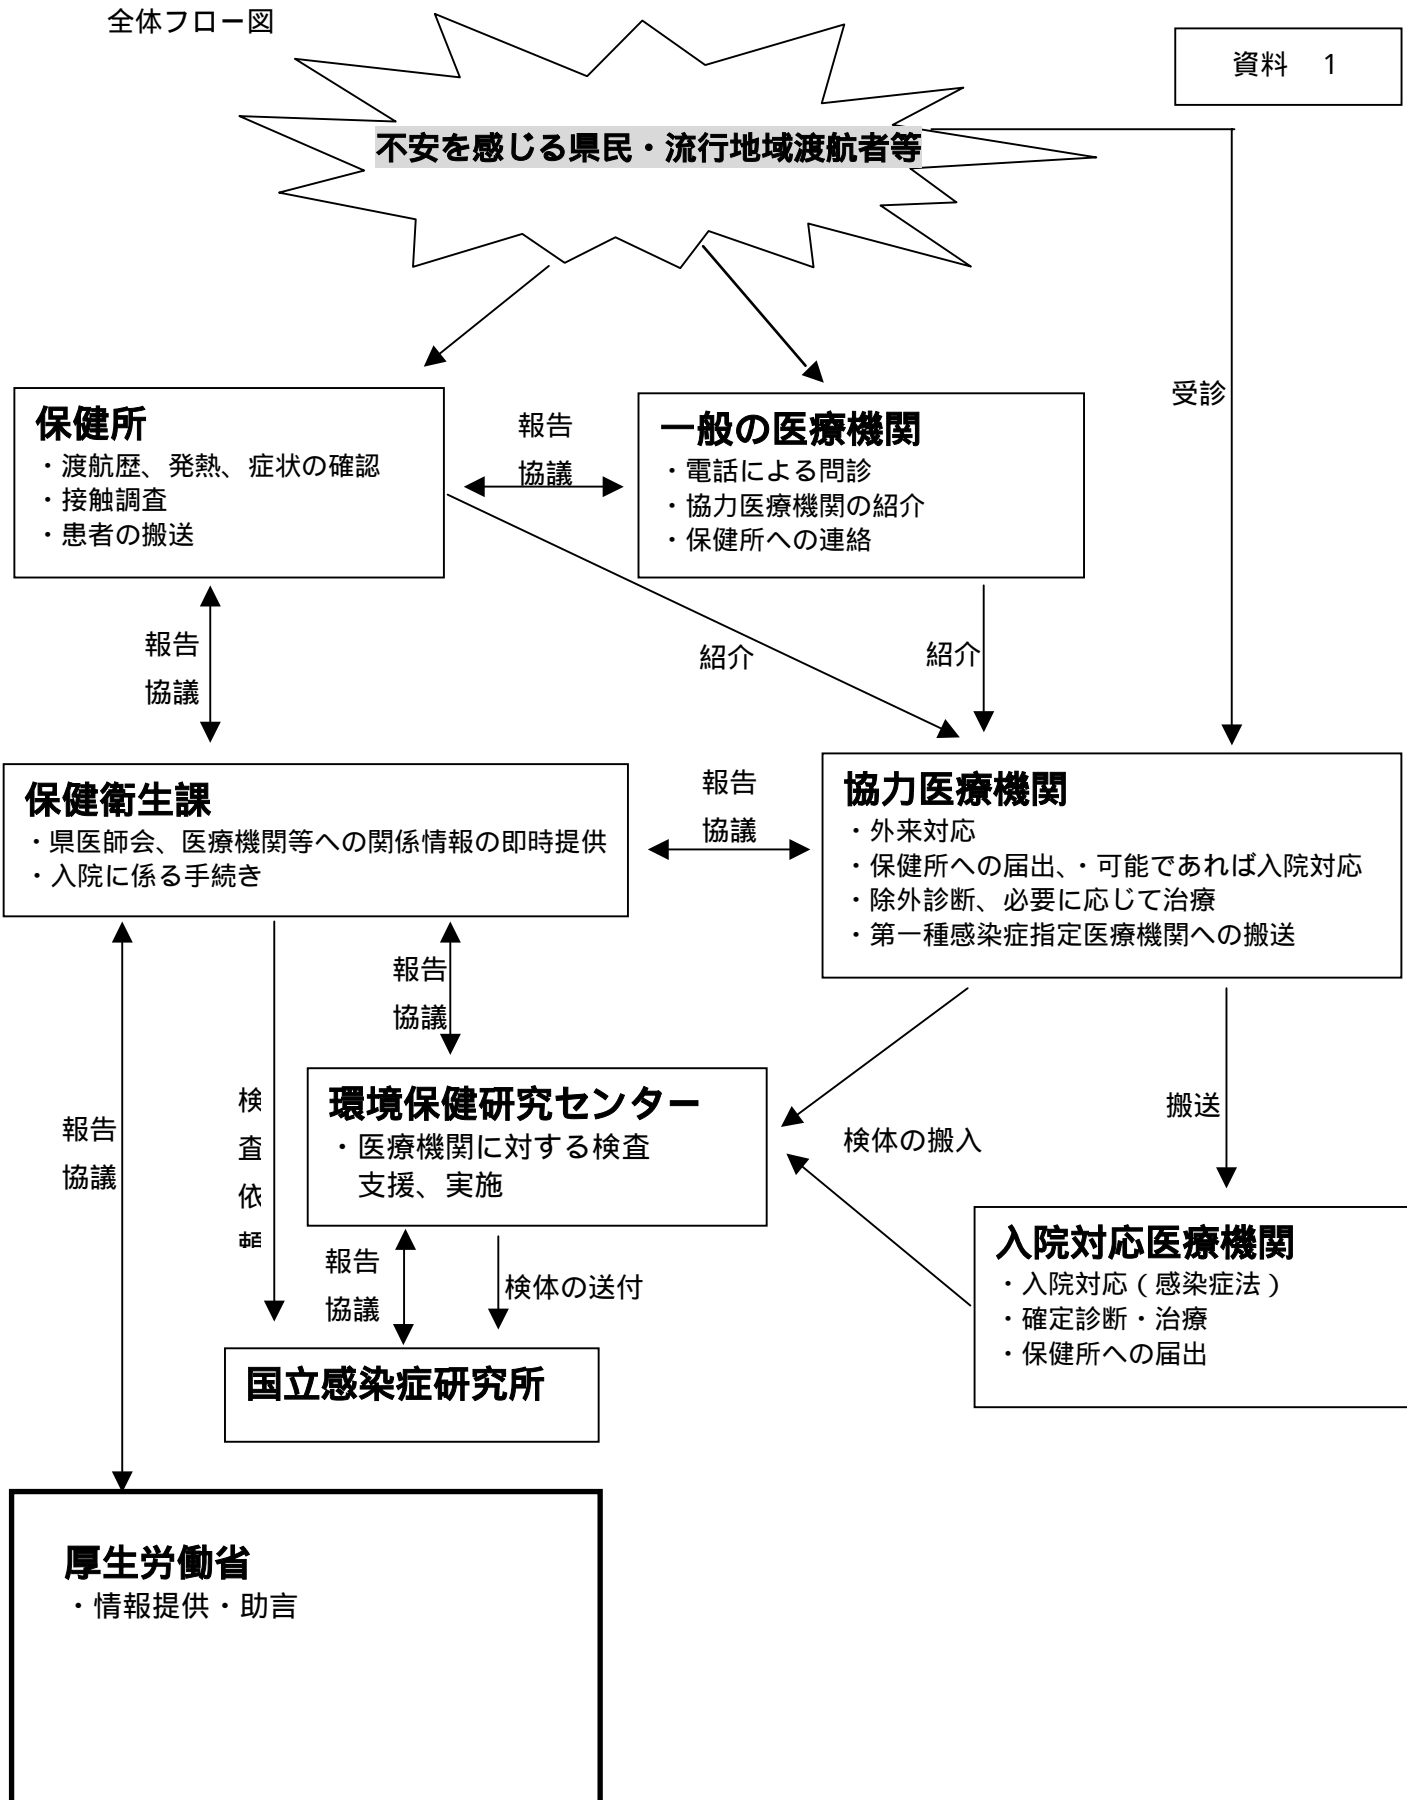 全体フロー図
資料 1
不安を感じる県民・流行地域渡航者等
受診
保健所
・渡航歴、発熱、症状の確認
・接触調査
・患者の搬送
報告
協議
一般の医療機関
・電話による問診
・協力医療機関の紹介
・保健所への連絡
報告
協議
紹介
紹介
保健衛生課
・県医師会、医療機関等への関係情報の即時提供
・入院に係る手続き
報告
協議
協力医療機関
・外来対応
・保健所への届出、・可能であれば入院対応
・除外診断、必要に応じて治療
・第一種感染症指定医療機関への搬送
報告
協議
報告
協議
検
査
依
頼
環境保健研究センター
・医療機関に対する検査
支援、実施
検体の搬入
搬送
報告
協議
検体の送付
入院対応医療機関
・入院対応（感染症法）
・確定診断・治療
・保健所への届出
国立感染症研究所
厚生労働省
・情報提供・助言